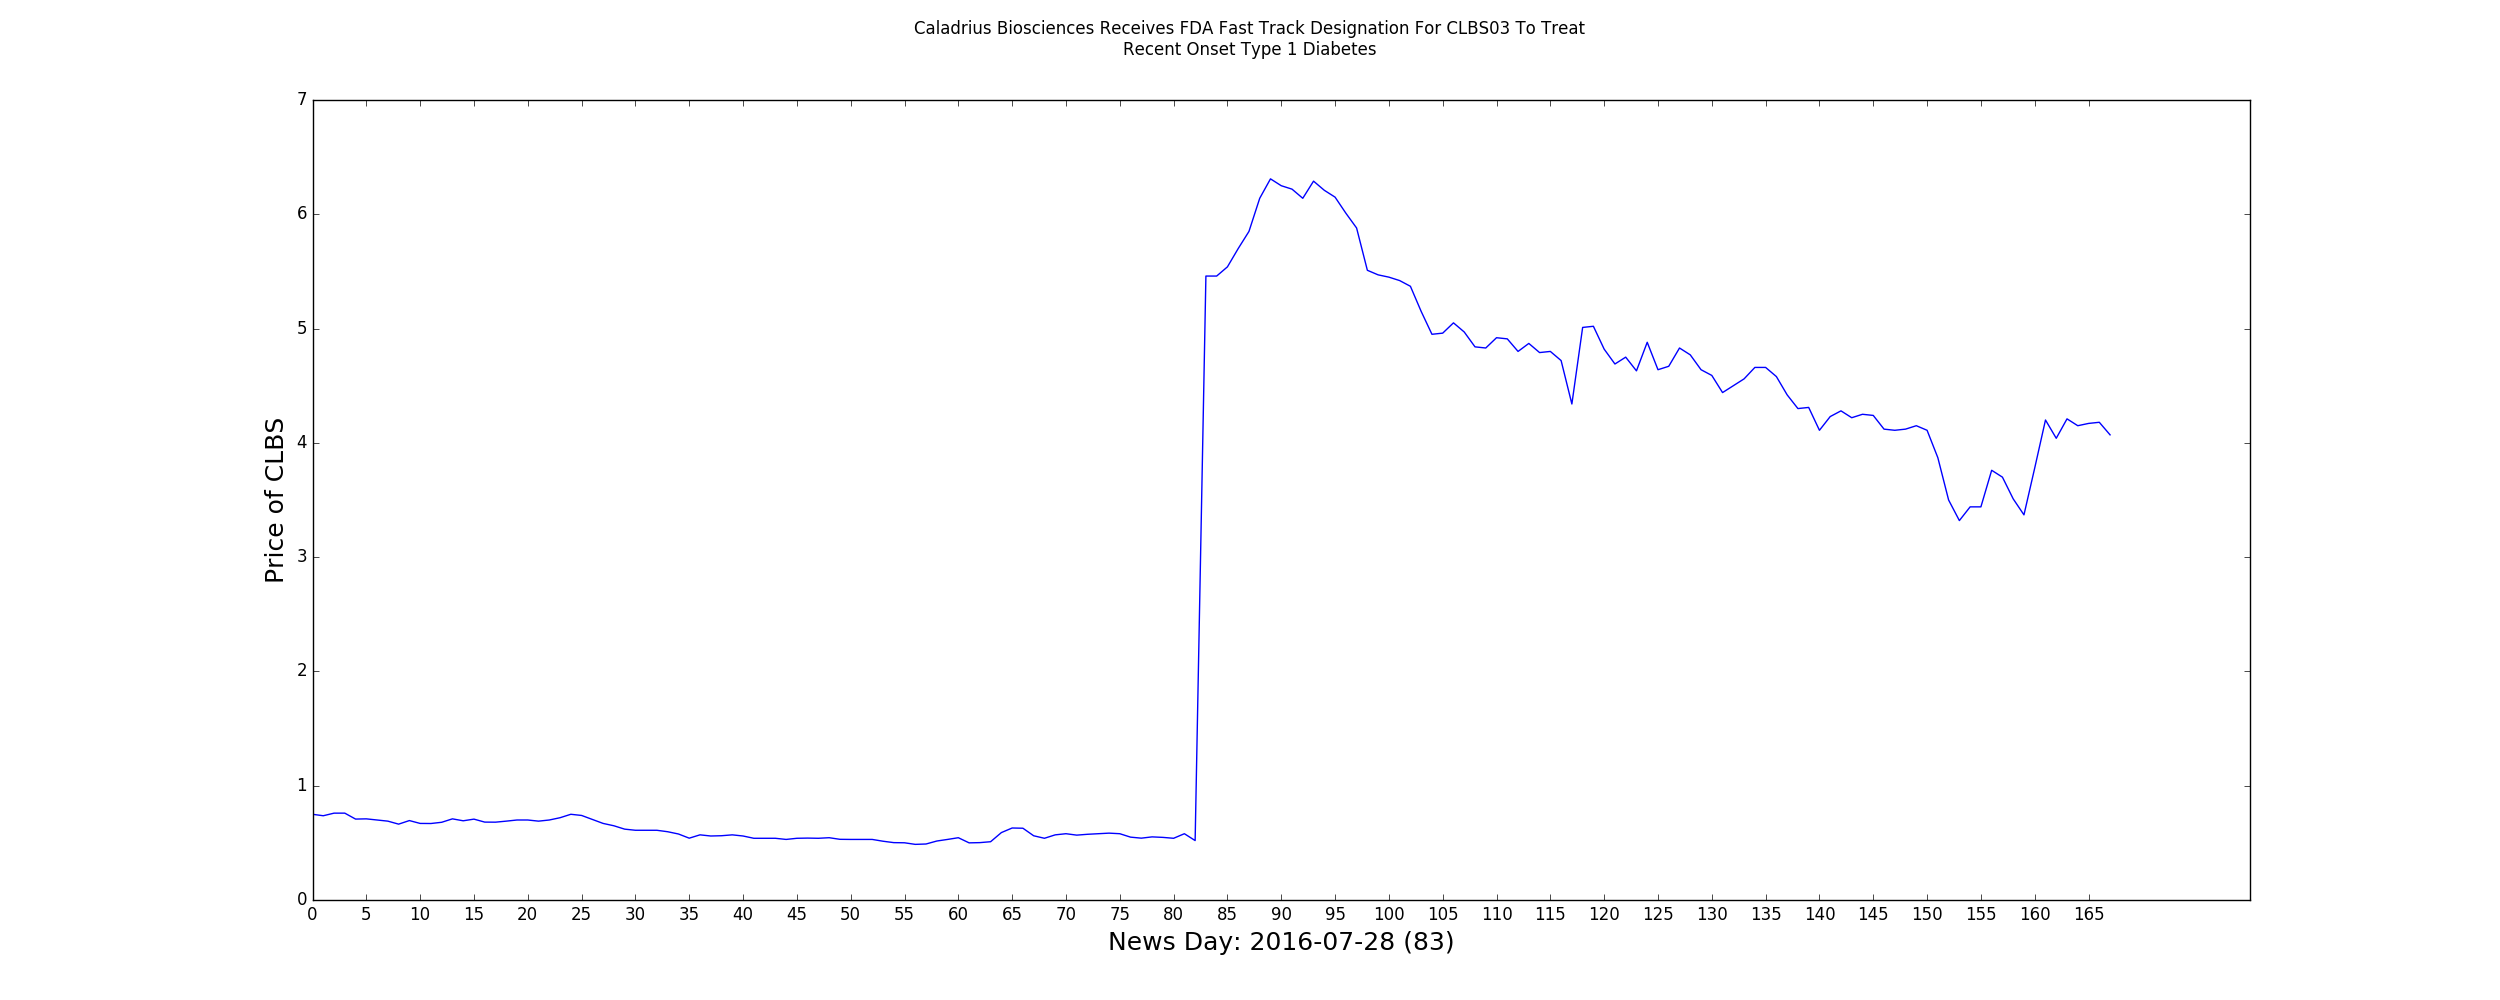 Caladrius Biosciences Receives FDA Fast Track Designation For CLBS03 To Treat
Recent Onset Type 1 Diabetes
7
6
5
4
3
2
1
0
Price of CLBS
0 5 10 15 20 25 30 35 40 45 50 55 60 65 70 75 80 85 90 95 100 105 110 115 120 125 130 135 140 145 150 155 160 165
News Day: 2016-07-28 (83)